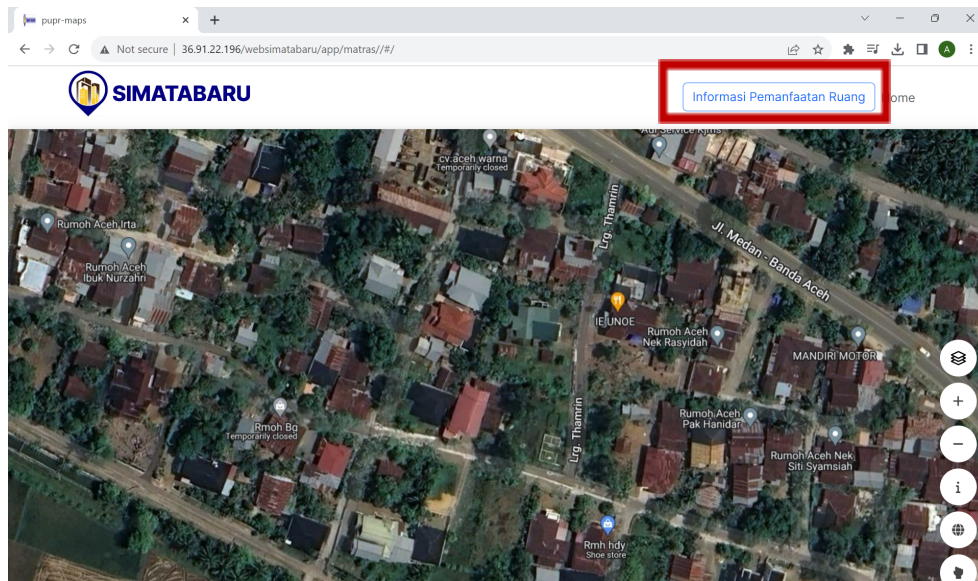 pupr-maps
Not secure | 36.91.22.196/websimatabaru/app/matras//#/
A
SIMATABARU
Informasi Pemanfaatan Ruang
ome
cv.aceh warna
Temporarily closed
Rumoh Aceh Irta
Rumoh Aceh
Ibuk Nurzahri
Lrg. Thamrin
Jl. Medan - Banda Aceh
IE UNOE
Rumoh Aceh
Nek Rasyidah
MANDIRI MOTOR
Rmoh Bg
Temporarily closed
Lrg. Thamrin
Rumoh Aceh
Pak Hanidar
Rumoh Aceh Nek
Siti Syamsiah
Rmh hdy
Shoe store